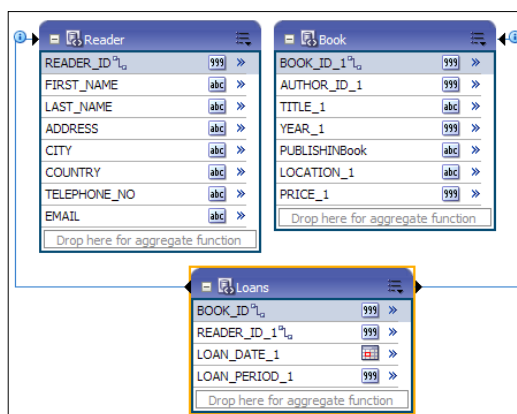 Reader
READER_ID 999
FIRST_NAME abc
LAST_NAME abc
ADDRESS abc
CITY abc
COUNTRY abc
TELEPHONE_NO abc
EMAIL abc
Drop here for aggregate function
Book
BOOK_ID_1 999
AUTHOR_ID_1 999
TITLE_1 abc
YEAR_1 999
PUBLISHINBook abc
LOCATION_1 abc
PRICE_1 999
Drop here for aggregate function
Loans
BOOK_ID 999
READER_ID_1 999
LOAN_DATE_1
LOAN_PERIOD_1 999
Drop here for aggregate function